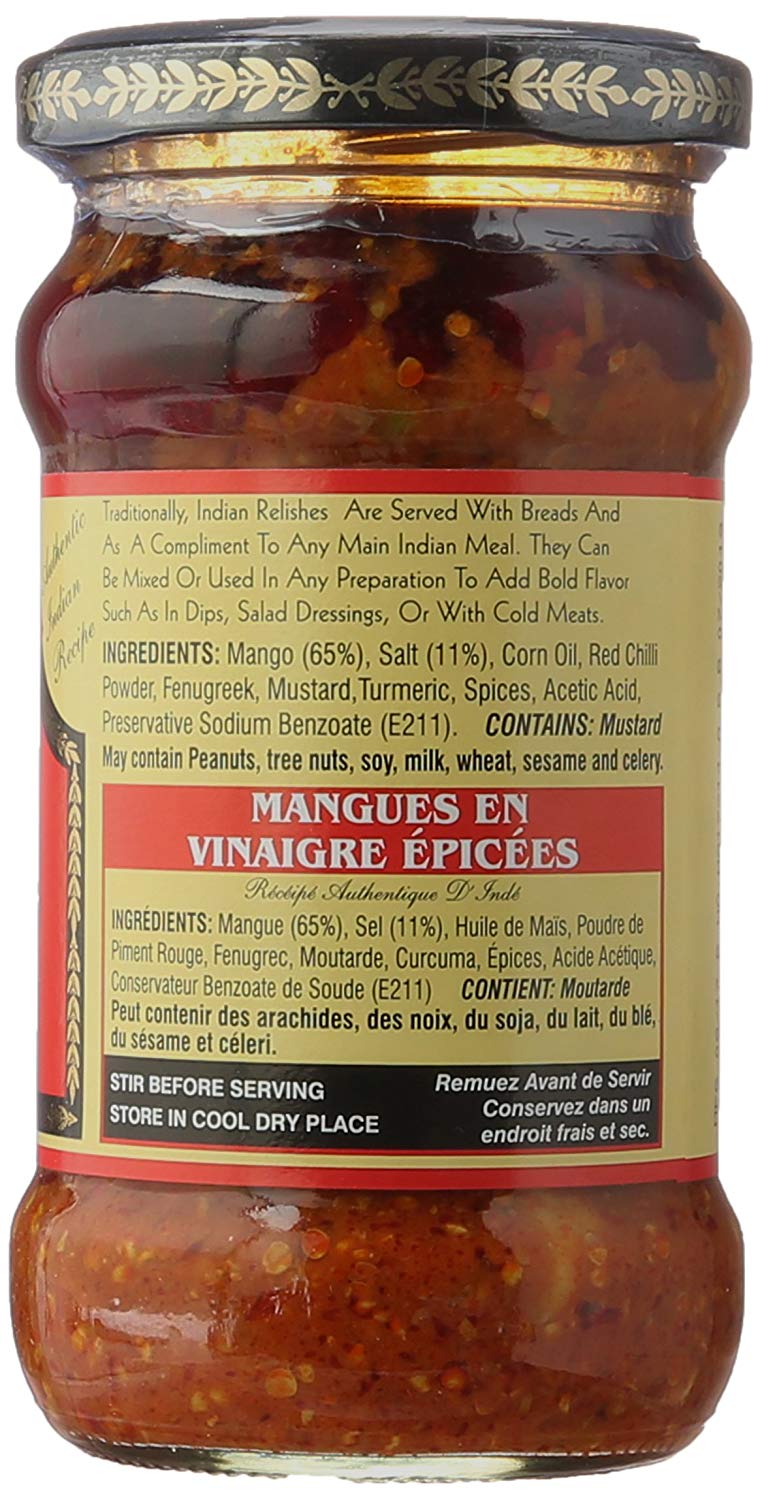 Authentic
Indian
Recipe
Traditionally, Indian Relishes Are Served With Breads And
As A Compliment To Any Main Indian Meal. They Can
Be Mixed Or Used In Any Preparation To Add Bold Flavor
Such As In Dips, Salad Dressings, Or With Cold Meats.
INGREDIENTS: Mango (65%), Salt (11%), Corn Oil, Red Chilli
Powder, Fenugreek, Mustard,Turmeric, Spices, Acetic Acid,
Preservative Sodium Benzoate (E211). CONTAINS: Mustard
May contain Peanuts, tree nuts, soy, milk, wheat, sesame and celery.
MANGUES EN
VINAIGRE ÉPICÉES
Récéipé Authentique D'Indé
INGRÉDIENTS: Mangue (65%), Sel (11%), Huile de Maïs, Poudre de
Piment Rouge, Fenugrec, Moutarde, Curcuma, Épices, Acide Acétique,
Conservateur Benzoate de Soude (E211) CONTIENT: Moutarde
Peut contenir des arachides, des noix, du soja, du lait, du blé,
du sésame et céleri.
STIR BEFORE SERVING
STORE IN COOL DRY PLACE
Remuez Avant de Servir
Conservez dans un
endroit frais et sec.